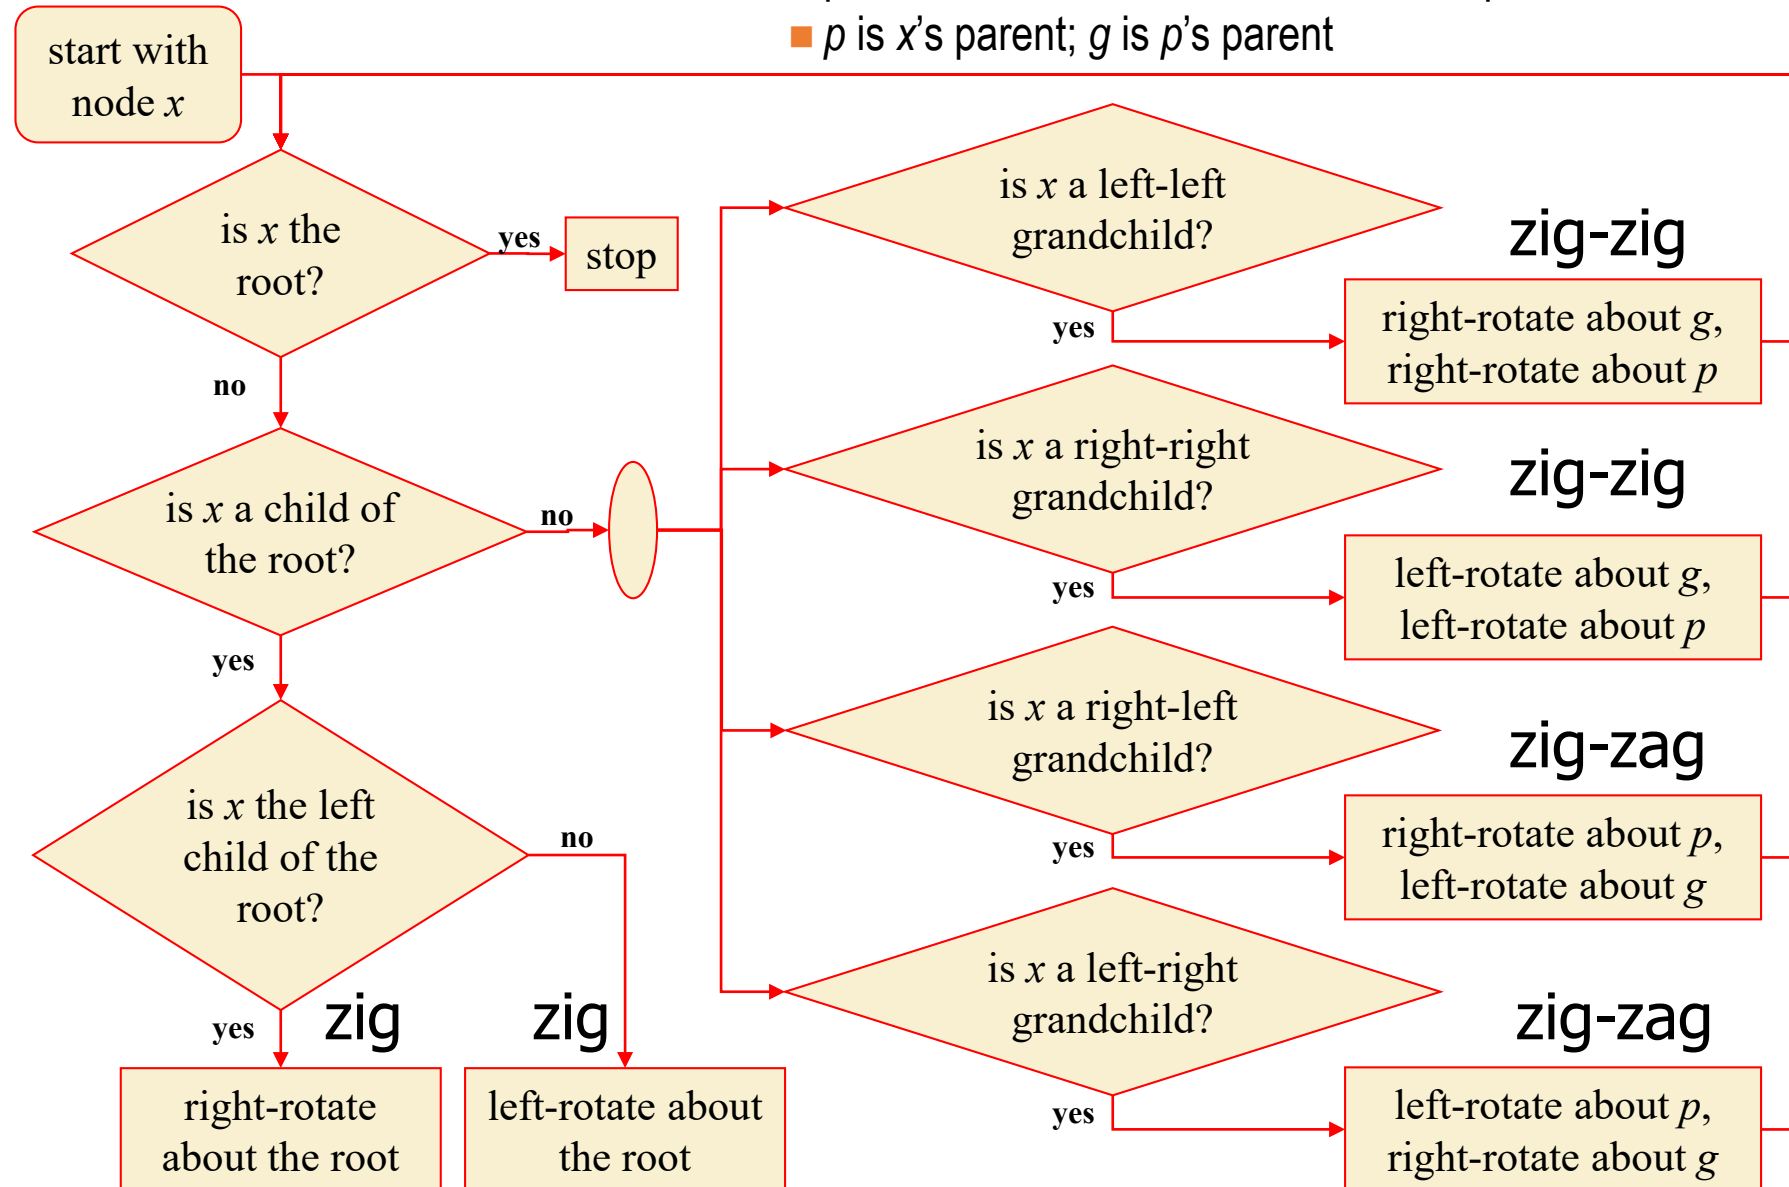 ■ p is x’s parent; g is p’s parent
start with
node x
is x the
root?
yes
stop
no
is x a child of
the root?
no
yes
is x the left
child of the
root?
no
yes
zig
zig
right-rotate
about the root
left-rotate about
the root
is x a left-left
grandchild?
yes
zig-zig
right-rotate about g,
right-rotate about p
is x a right-right
grandchild?
yes
zig-zig
left-rotate about g,
left-rotate about p
is x a right-left
grandchild?
yes
zig-zag
right-rotate about p,
left-rotate about g
is x a left-right
grandchild?
yes
zig-zag
left-rotate about p,
right-rotate about g